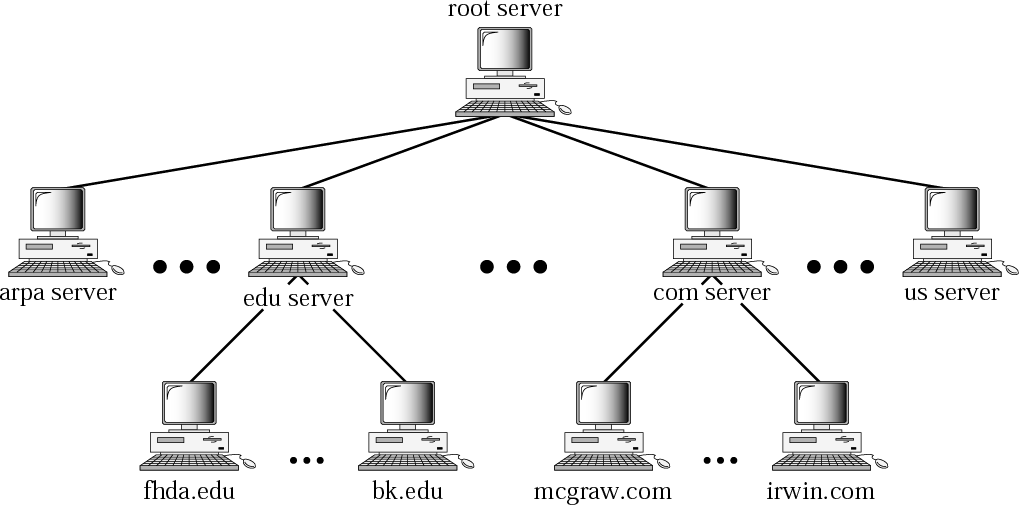 root server
arpa server
edu server
com server
us server
fhda.edu
bk.edu
mcgraw.com
irwin.com